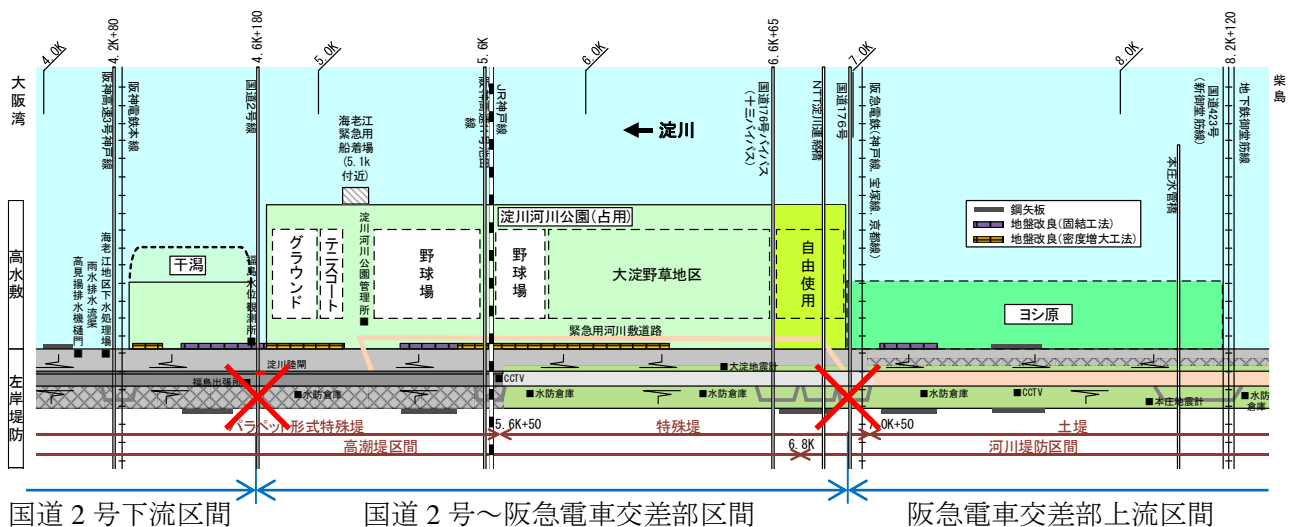 4.0K
4.2K+80
4.6K+180
5.0K
5.6K
6.0K
6.6K+65
7.0K
8.0K
8.2K+120
大阪湾
柴島
阪神高速3号神戸線
阪神電鉄本線
国道2号線
海老江緊急用船着場(5.1k付近)
JR神戸線
淀川
国道176号バイパス(十三バイパス)
NTT淀川連絡橋
国道176号
阪急電鉄(神戸線、宝塚線、京都線)
本庄水管橋
国道423号(新御堂筋線)
地下鉄御堂筋線
鋼矢板
地盤改良(固結工法)
地盤改良(密度増大工法)
高水敷
高見揚排水機樋門
雨水排水流渠
海老江地区下水処理場
干潟
福島水位観測所
淀川河川公園(占用)
グラウンド
テニスコート
淀川河川公園管理所
野球場
野球場
大淀野草地区
自由使用
ヨシ原
緊急用河川敷道路
左岸堤防
淀川陸閘
大淀地震計
福島出張所
CCTV
水防倉庫
水防倉庫
水防倉庫
水防倉庫
CCTV
本庄地震計
水防倉庫
パラペット形式特殊堤
5.6K+50
特殊堤
7.0K+50
土堤
高潮堤区間
6.8K
河川堤防区間
国道2号下流区間
国道2号～阪急電車交差部区間
阪急電車交差部上流区間